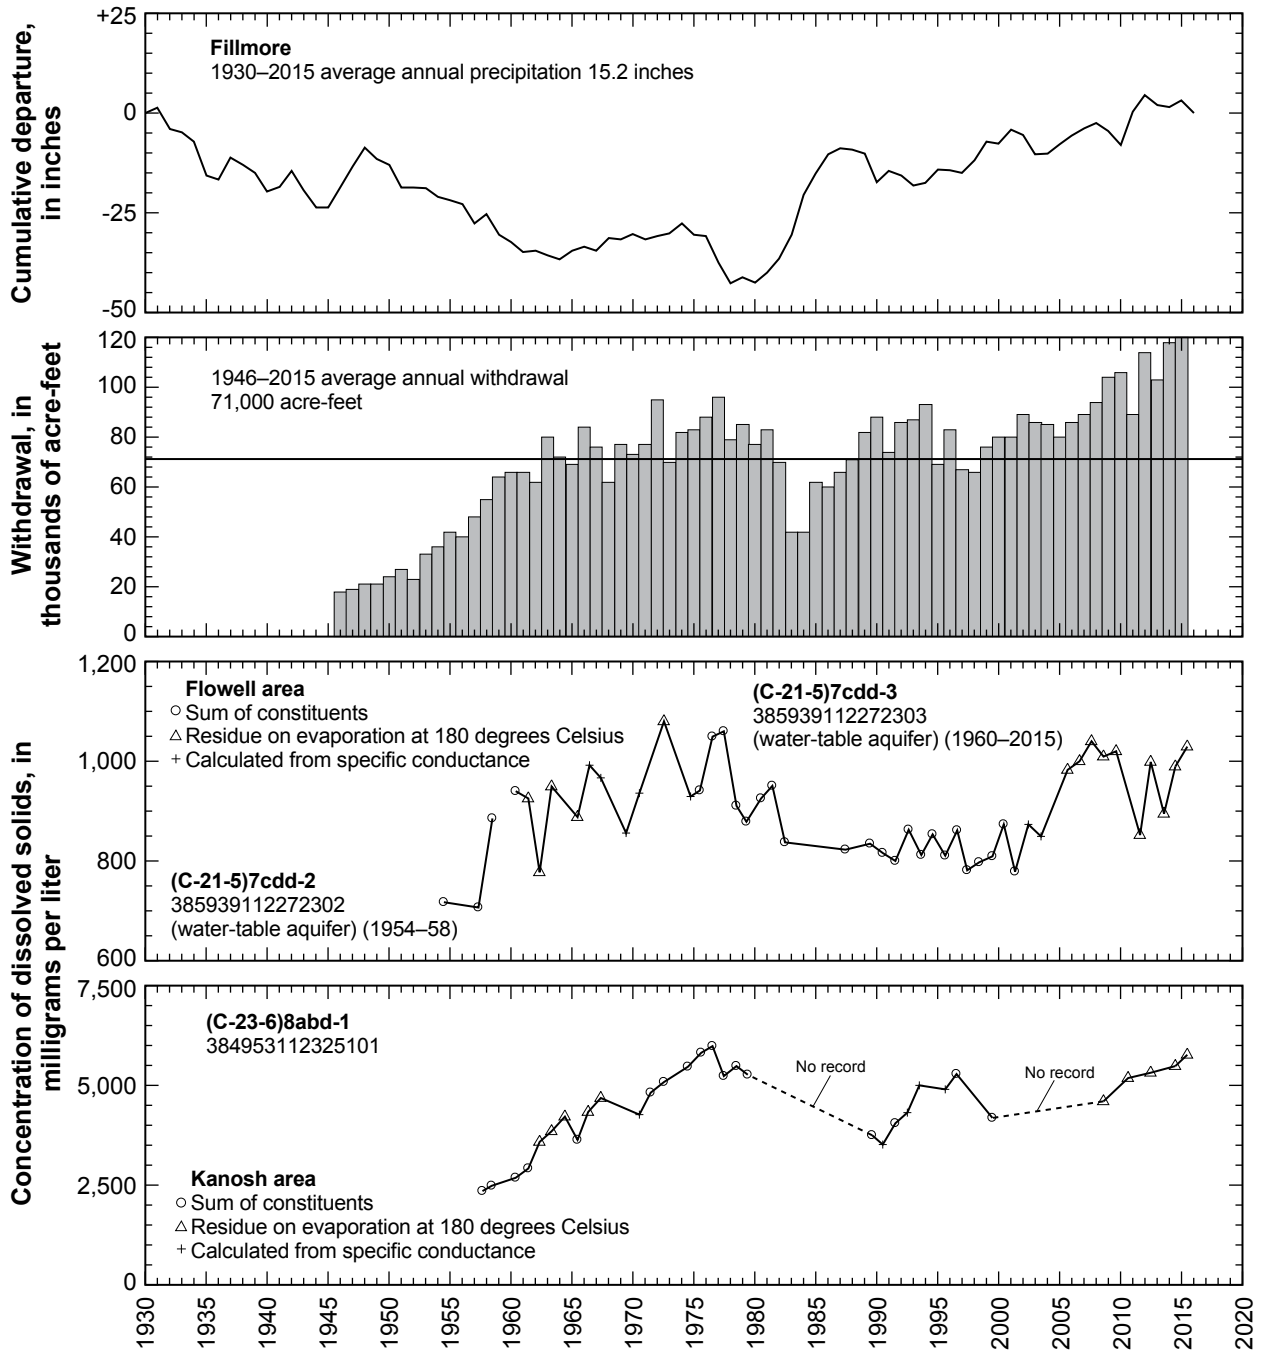 Cumulative departure,
in inches
+25
0
-25
-50
Fillmore
1930–2015 average annual precipitation 15.2 inches
Withdrawal, in
thousands of acre-feet
120
100
80
60
40
20
0
1946–2015 average annual withdrawal
71,000 acre-feet
Concentration of dissolved solids, in
milligrams per liter
1,200
1,000
800
600
Flowell area
Sum of constituents
Residue on evaporation at 180 degrees Celsius
Calculated from specific conductance
(C-21-5)7cdd-3
385939112272303
(water-table aquifer) (1960–2015)
(C-21-5)7cdd-2
385939112272302
(water-table aquifer) (1954–58)
7,500
5,000
2,500
0
(C-23-6)8abd-1
384953112325101
No record
No record
Kanosh area
Sum of constituents
Residue on evaporation at 180 degrees Celsius
Calculated from specific conductance
1930
1935
1940
1945
1950
1955
1960
1965
1970
1975
1980
1985
1990
1995
2000
2005
2010
2015
2020